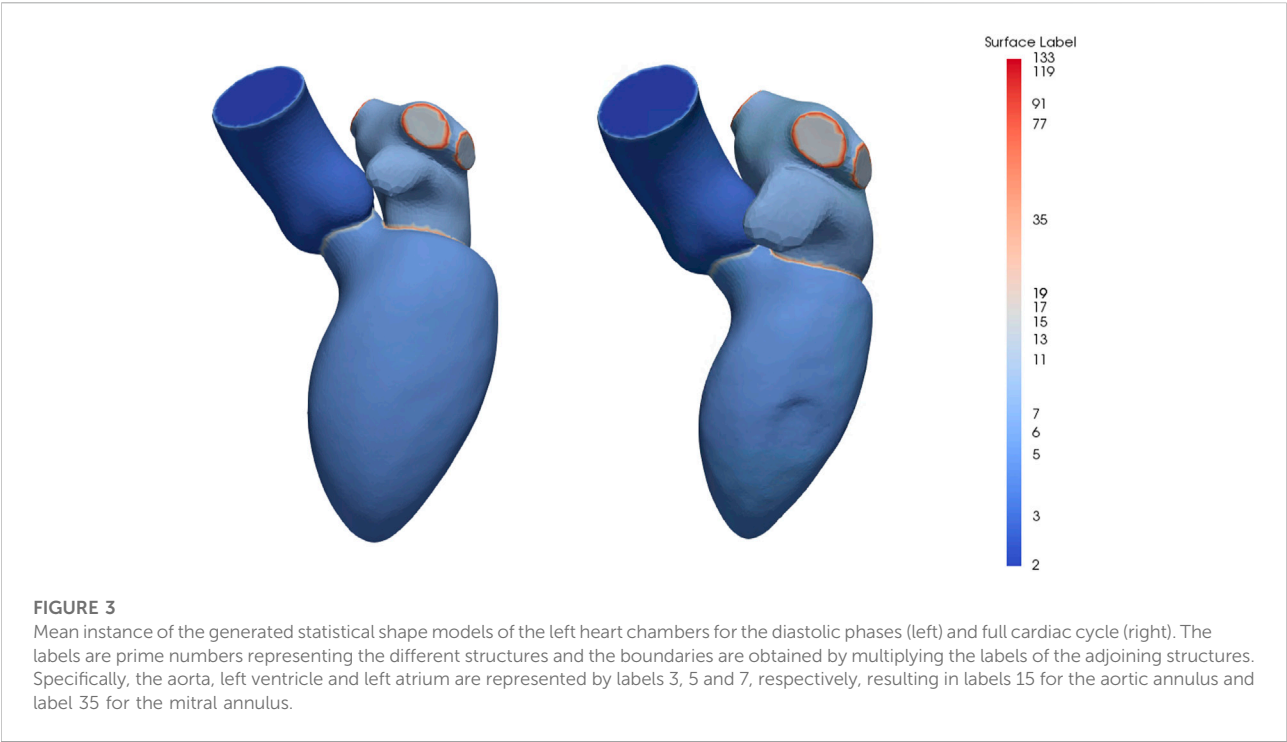 Surface Label
133
119
91
77
35
19
17
15
13
11
7
6
5
3
2
FIGURE 3
Mean instance of the generated statistical shape models of the left heart chambers for the diastolic phases (left) and full cardiac cycle (right). The
labels are prime numbers representing the different structures and the boundaries are obtained by multiplying the labels of the adjoining structures.
Specifically, the aorta, left ventricle and left atrium are represented by labels 3, 5 and 7, respectively, resulting in labels 15 for the aortic annulus and
label 35 for the mitral annulus.